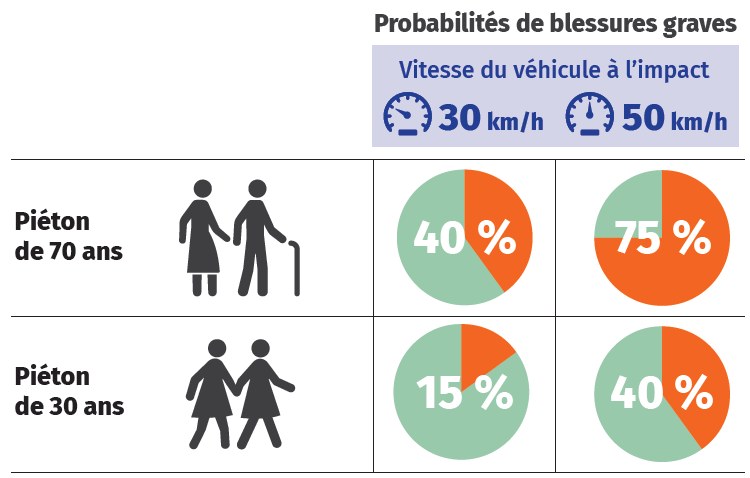 Probabilités de blessures graves
Vitesse du véhicule à l’impact
30 km/h
50 km/h
Piéton
de 70 ans
40 %
75 %
Piéton
de 30 ans
15 %
40 %